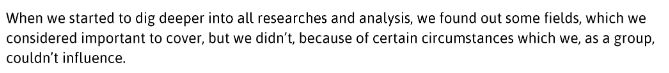 When we started to dig deeper into all researches and analysis, we found out some fields, which we
considered important to cover, but we didn't, because of certain circumstances which we, as a group,
couldn't influence.